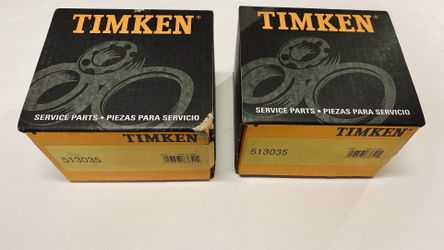 TIMKEN®
SERVICE PARTS • PIEZAS PARA SERVICIO
TIMKEN
513035
TIMKEN®
SERVICE PARTS • PIEZAS PARA SERVICIO
TIMKEN
513035